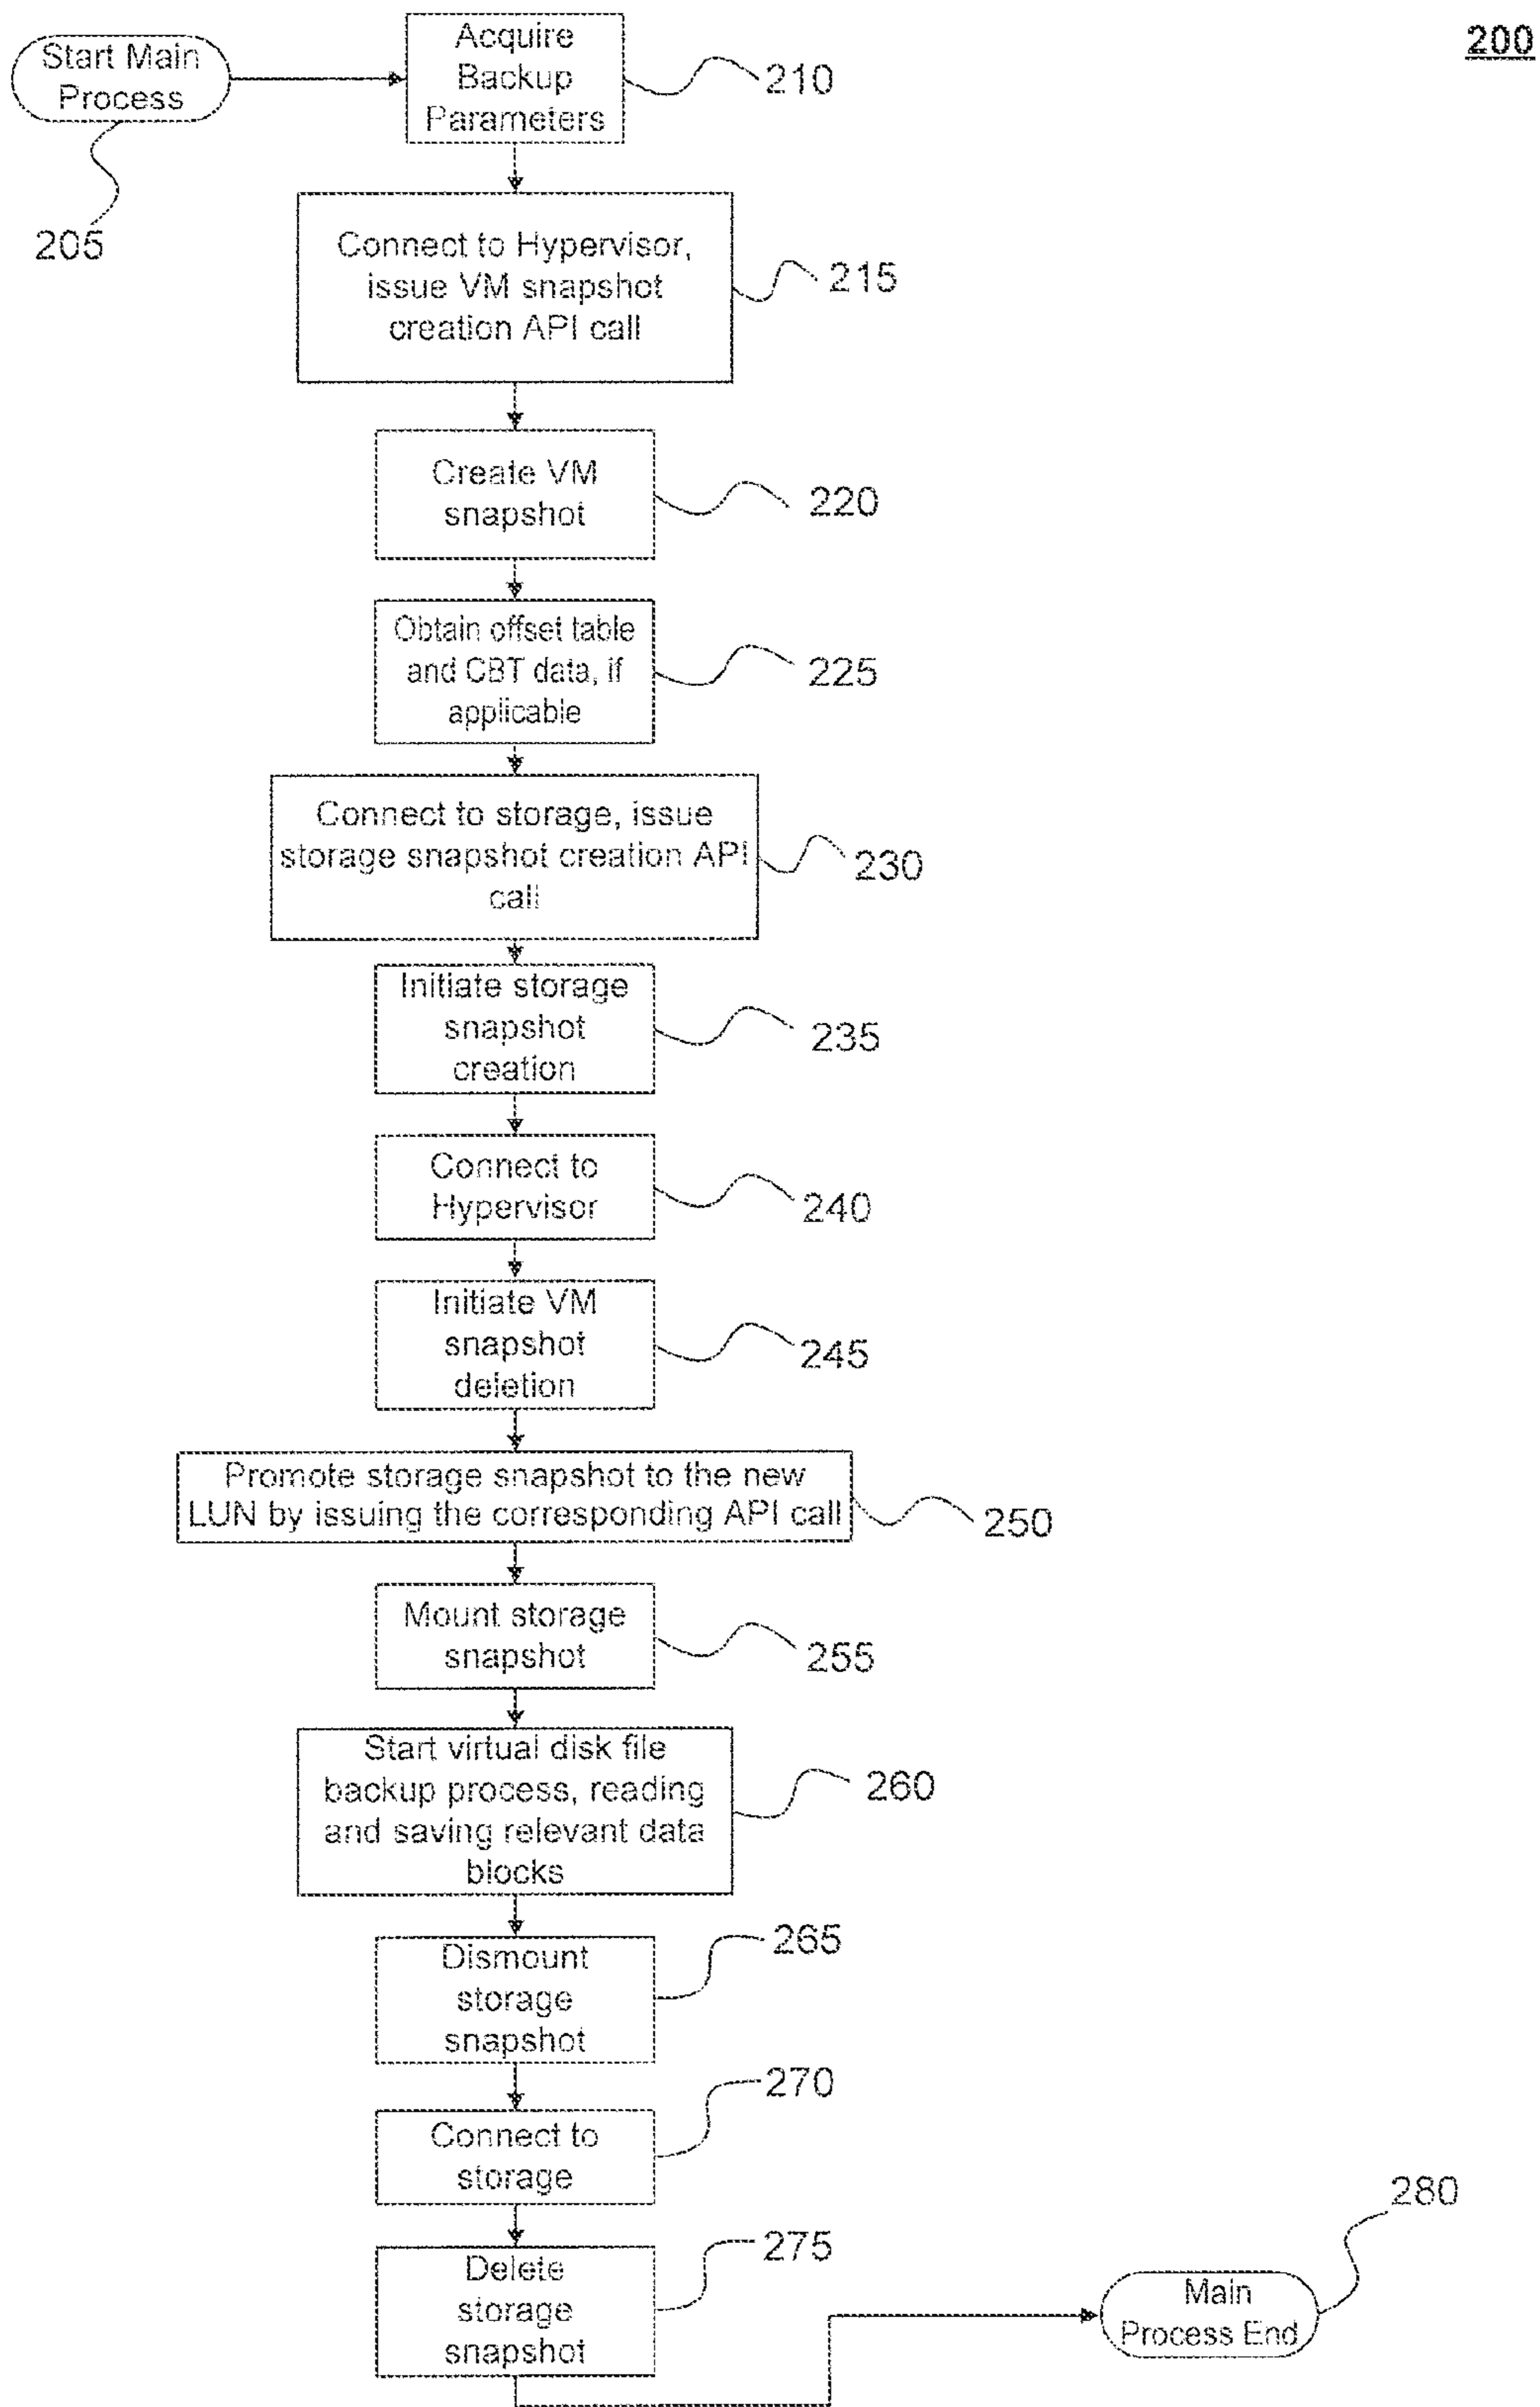 200
Start Main
Process
205
Acquire
Backup
Parameters
210
Connect to Hypervisor,
issue VM snapshot
creation API call
215
Create VM
snapshot
220
Obtain offset table
and CBT data, if
applicable
225
Connect to storage, issue
storage snapshot creation API
call
230
Initiate storage
snapshot
creation
235
Connect to
Hypervisor
240
Initiate VM
snapshot
deletion
245
Promote storage snapshot to the new
LUN by issuing the corresponding API call
250
Mount storage
snapshot
255
Start virtual disk file
backup process, reading
and saving relevant data
blocks
260
Dismount
storage
snapshot
265
Connect to
storage
270
Delete
storage
snapshot
275
Main
Process End
280